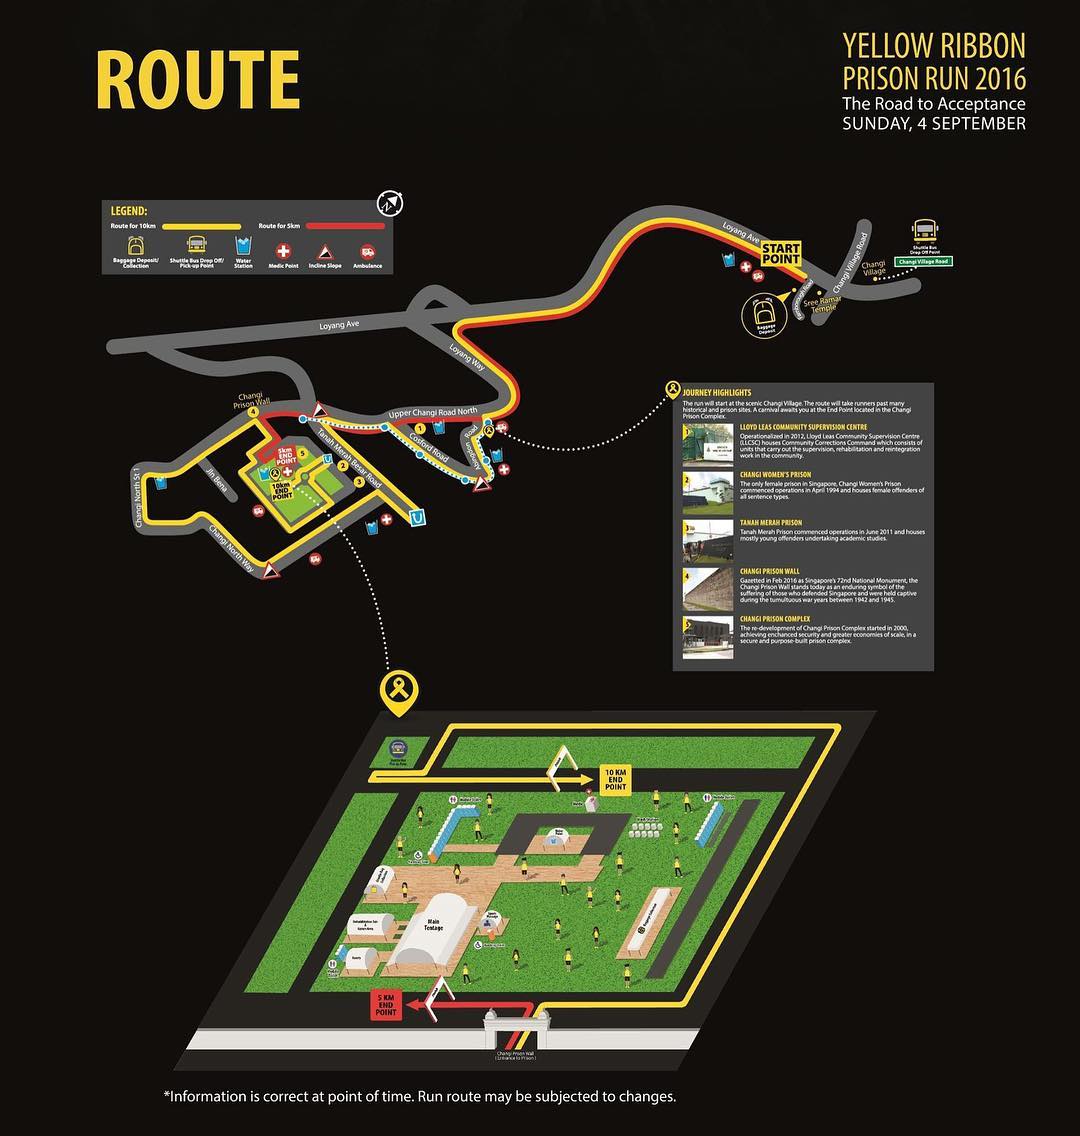 ROUTE
YELLOW RIBBON
PRISON RUN 2016
The Road to Acceptance
SUNDAY, 4 SEPTEMBER
LEGEND:
Route for 10km
Route for 5km
Baggage Deposit/
Collection
Shuttle Bus Drop Off/
Pick-up Point
Water
Station
Medic Point
Incline Slope
Ambulance
Loyang Ave
START
POINT
Changi Village Road
Changi
Village
Shuttle Bus
Drop Off Point
Changi Village Road
Sree Ramar
Temple
Baggage
Deposit
Loyang Ave
Loyang Way
Changi
Prison Wall
4
Upper Changi Road North
1
Cosford Road
Road
Tanah Merah Besar Road
2
3
5km
END
POINT
5
10km
END
POINT
Jln Bena
Changi North St 1
Changi North Way
JOURNEY HIGHLIGHTS
The run will start at the scenic Changi Village. The route will take runners past many
historical and prison sites. A carnival awaits you at the End Point located in the Changi
Prison Complex.
1
LLOYD LEAS COMMUNITY SUPERVISION CENTRE
Operationalized in 2012, Lloyd Leas Community Supervision Centre
(LLCSC) houses Community Corrections Command which consists of
units that carry out the supervision, rehabilitation and reintegration
work in the community.
2
CHANGI WOMEN'S PRISON
The only female prison in Singapore, Changi Women's Prison
commenced operations in April 1994 and houses female offenders of
all sentence types.
3
TANAH MERAH PRISON
Tanah Merah Prison commenced operations in June 2011 and houses
mostly young offenders undertaking academic studies.
4
CHANGI PRISON WALL
Gazetted in Feb 2016 as Singapore's 72nd National Monument, the
Changi Prison Wall stands today as an enduring symbol of the
suffering of those who defended Singapore and were held captive
during the tumultuous war years between 1942 and 1945.
5
CHANGI PRISON COMPLEX
The re-development of Changi Prison Complex started in 2000,
achieving enchanced security and greater economies of scale, in a
secure and purpose-built prison complex.
10 KM
END
POINT
Main
Tentage
5 KM
END
POINT
Changi Prison Wall
(Entrance to Prison)
*Information is correct at point of time. Run route may be subjected to changes.